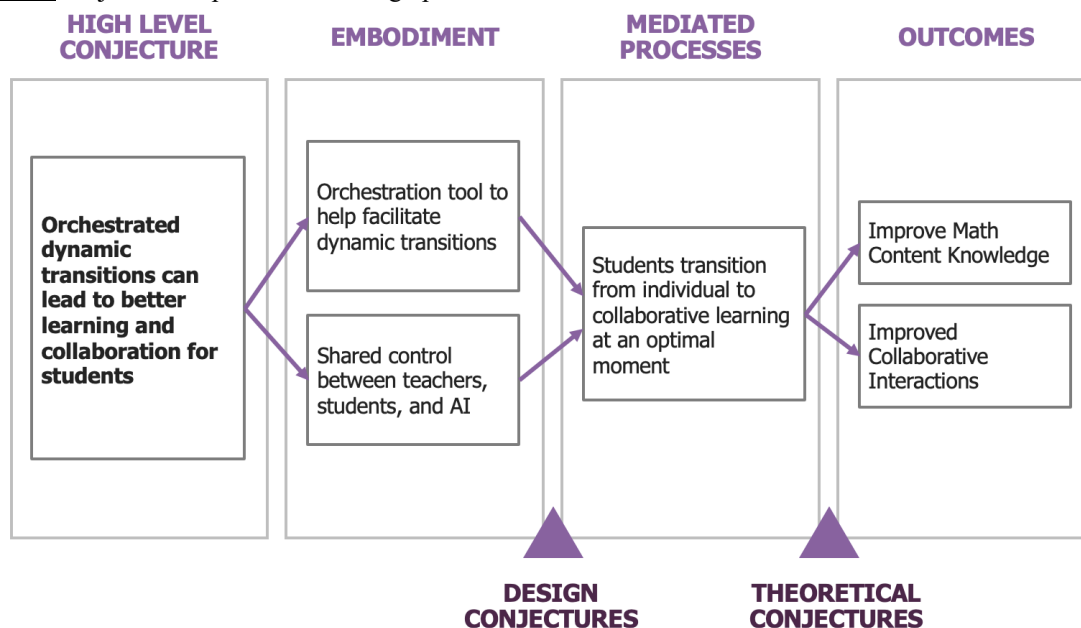 HIGH LEVEL
CONJECTURE
EMBODIMENT
MEDIATED
PROCESSES
OUTCOMES
Orchestrated
dynamic
transitions can
lead to better
learning and
collaboration for
students
Orchestration tool to
help facilitate
dynamic transitions
Shared control
between teachers,
students, and AI
Students transition
from individual to
collaborative learning
at an optimal
moment
Improve Math
Content Knowledge
Improved
Collaborative
Interactions
DESIGN
CONJECTURES
THEORETICAL
CONJECTURES